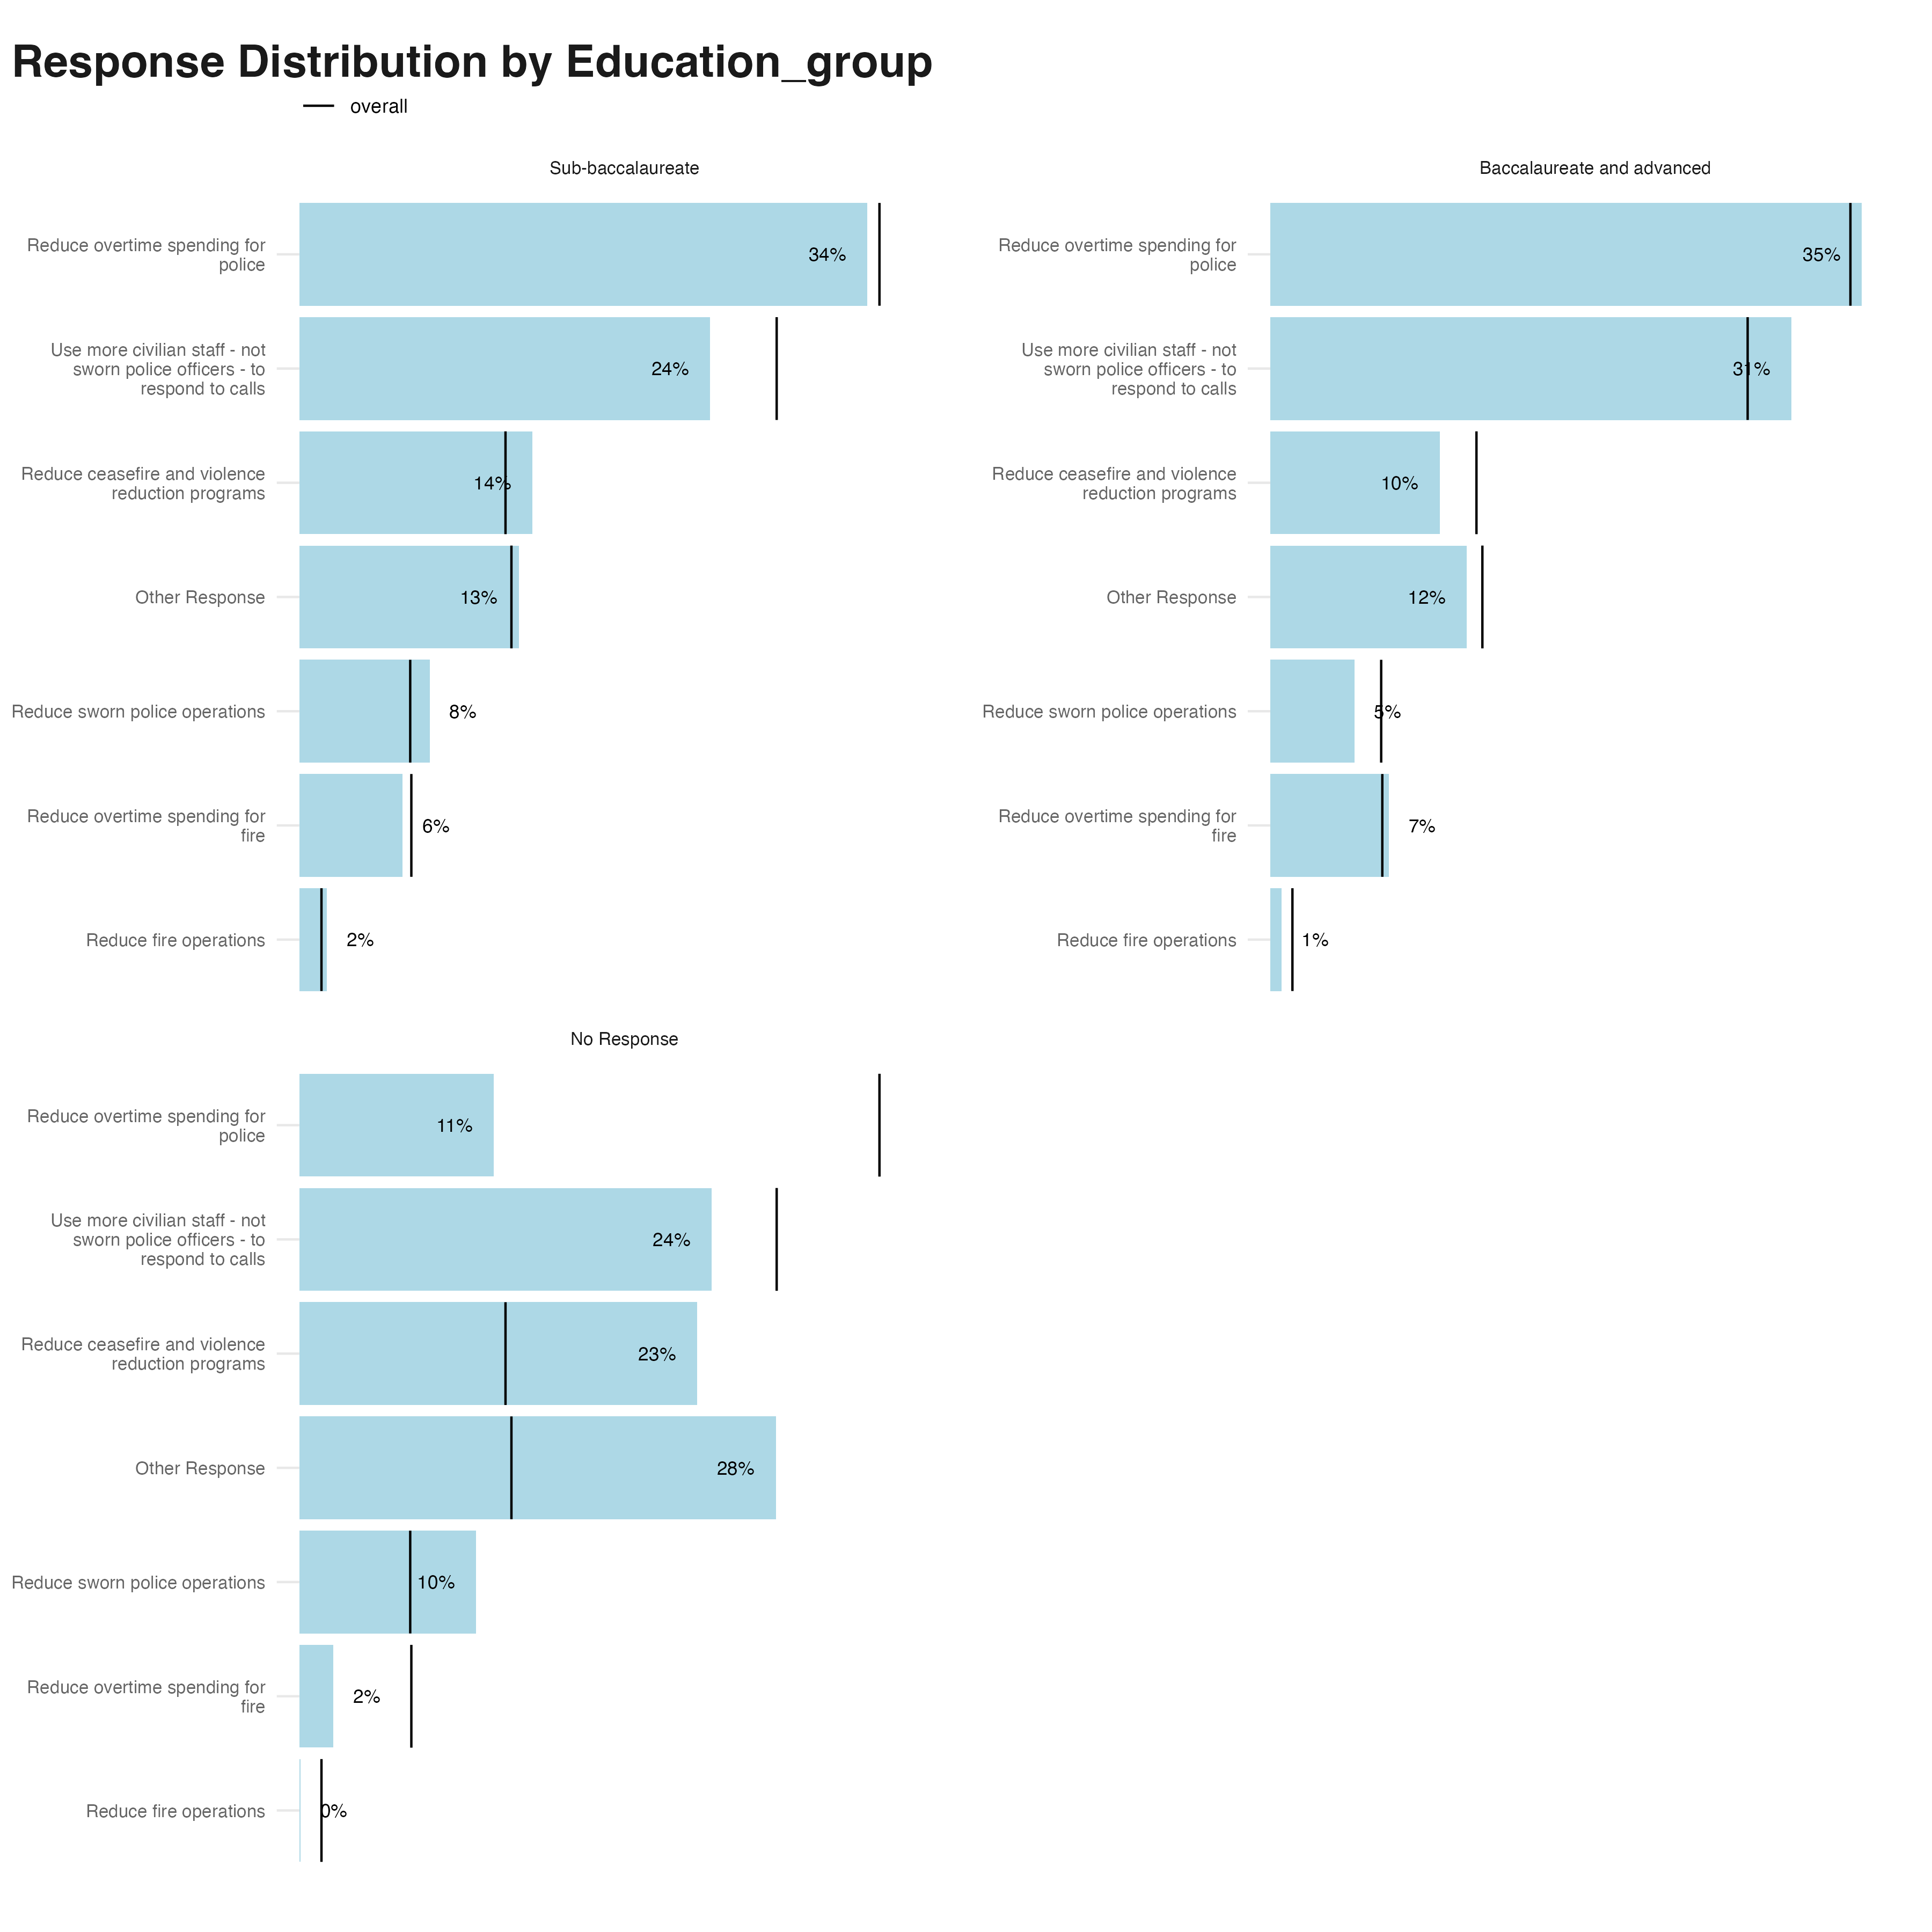 Response Distribution by Education_group
overall
Sub-baccalaureate
Reduce overtime spending for
police
34%
Use more civilian staff - not
sworn police officers - to
respond to calls
24%
Reduce ceasefire and violence
reduction programs
14%
Other Response
13%
Reduce sworn police operations
8%
Reduce overtime spending for
fire
6%
Reduce fire operations
2%
Baccalaureate and advanced
Reduce overtime spending for
police
35%
Use more civilian staff - not
sworn police officers - to
respond to calls
31%
Reduce ceasefire and violence
reduction programs
10%
Other Response
12%
Reduce sworn police operations
5%
Reduce overtime spending for
fire
7%
Reduce fire operations
1%
No Response
Reduce overtime spending for
police
11%
Use more civilian staff - not
sworn police officers - to
respond to calls
24%
Reduce ceasefire and violence
reduction programs
23%
Other Response
28%
Reduce sworn police operations
10%
Reduce overtime spending for
fire
2%
Reduce fire operations
0%